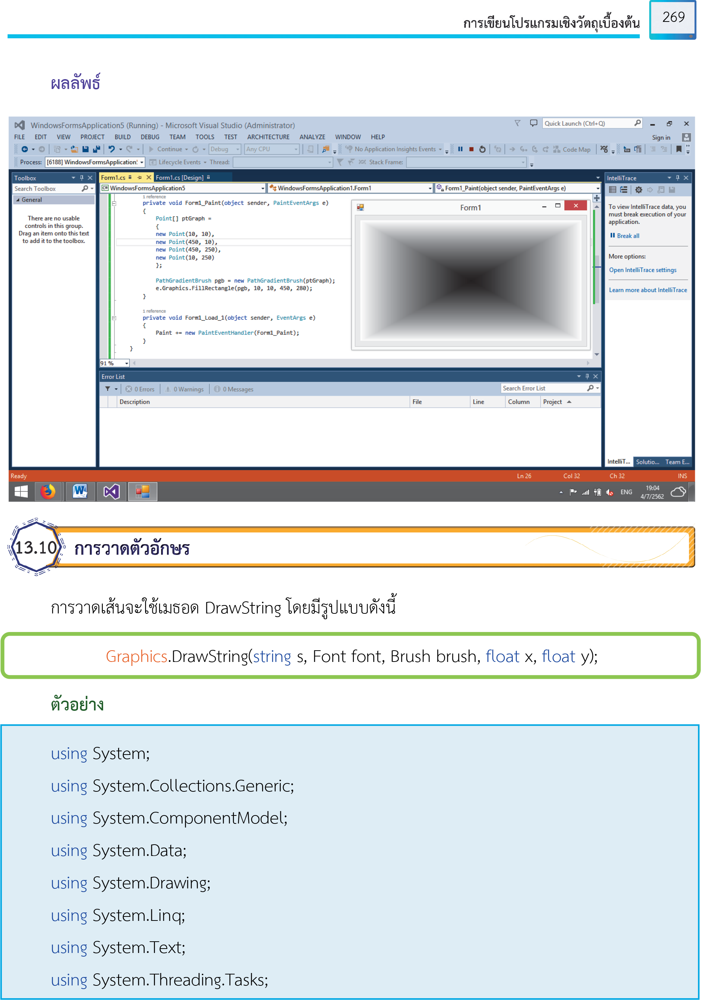 การเขียนโปรแกรมเชิงวัตถุเบื้องต้น
269
ผลลัพธ์
WindowsFormsApplication5 (Running) - Microsoft Visual Studio (Administrator)
Quick Launch (Ctrl+Q)
FILE EDIT VIEW PROJECT BUILD DEBUG TEAM TOOLS TEST ARCHITECTURE ANALYZE WINDOW HELP
Sign in
Continue Debug Any CPU No Application Insights Events Code Map
Process: [6188] WindowsFormsApplication! Lifecycle Events Thread: Stack Frame:
Toolbox
Search Toolbox
General
There are no usable
controls in this group.
Drag an item onto this text
to add it to the toolbox.
Form1.cs Form1.cs [Design]
WindowsFormsApplication5 WindowsFormsApplication1.Form1 Form1_Paint(object sender, PaintEventArgs e)
1 reference
private void Form1_Paint(object sender, PaintEventArgs e)
{
Point[] ptGraph =
{
new Point(10, 10),
new Point(450, 10),
new Point(450, 250),
new Point(10, 250)
};
PathGradientBrush pgb = new PathGradientBrush(ptGraph);
e.Graphics.FillRectangle(pgb, 10, 10, 450, 280);
}
1 reference
private void Form1_Load_1(object sender, EventArgs e)
{
Paint += new PaintEventHandler(Form1_Paint);
}
}
91 %
Form1
IntelliTrace
To view IntelliTrace data, you
must break execution of your
application.
Break all
More options:
Open IntelliTrace settings
Learn more about IntelliTrace
Error List
0 Errors 0 Warnings 0 Messages
Search Error List
Description File Line Column Project
IntelliT... Solutio... Team E...
Ready Ln 26 Col 32 Ch 32 INS
ENG 19:04
4/7/2562
13.10 การวาดตัวอักษร
การวาดเส้นจะใช้เมธอด DrawString โดยมีรูปแบบดังนี้
Graphics.DrawString(string s, Font font, Brush brush, float x, float y);
ตัวอย่าง
using System;
using System.Collections.Generic;
using System.ComponentModel;
using System.Data;
using System.Drawing;
using System.Linq;
using System.Text;
using System.Threading.Tasks;